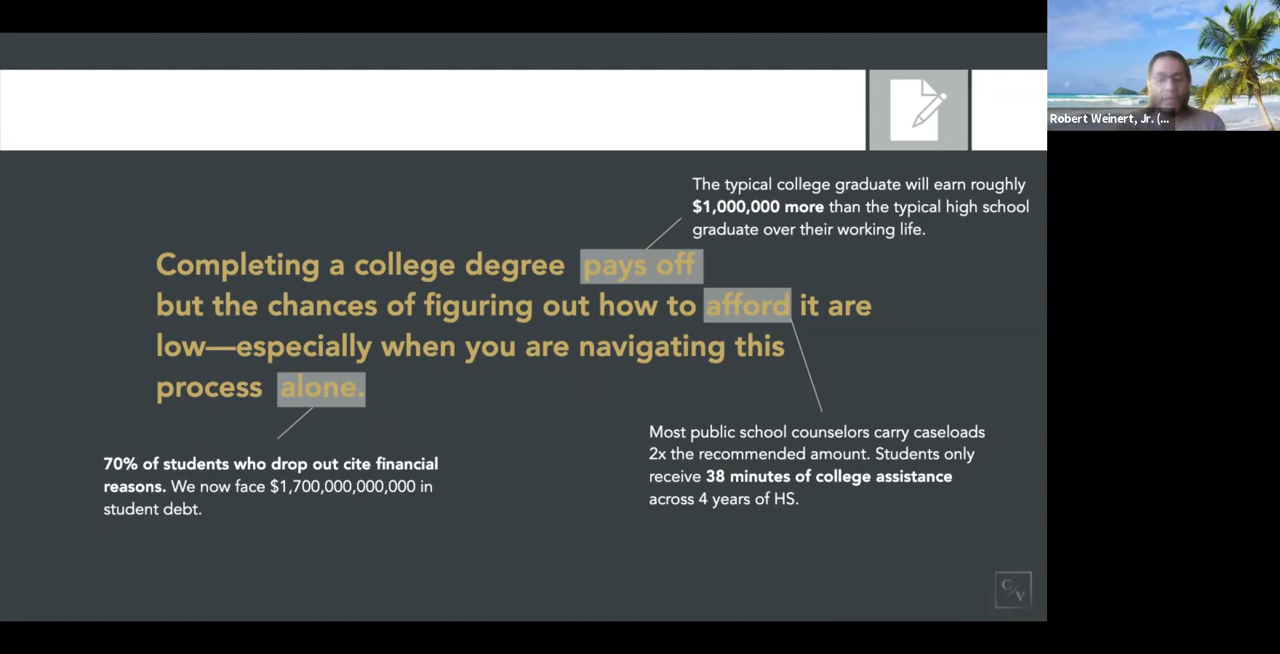 The typical college graduate will earn roughly
$1,000,000 more than the typical high school
graduate over their working life.
Completing a college degree pays off
but the chances of figuring out how to afford it are
low—especially when you are navigating this
process alone.
70% of students who drop out cite financial
reasons. We now face $1,700,000,000,000 in
student debt.
Most public school counselors carry caseloads
2x the recommended amount. Students only
receive 38 minutes of college assistance
across 4 years of HS.
C/V
Robert Weinert, Jr. (...